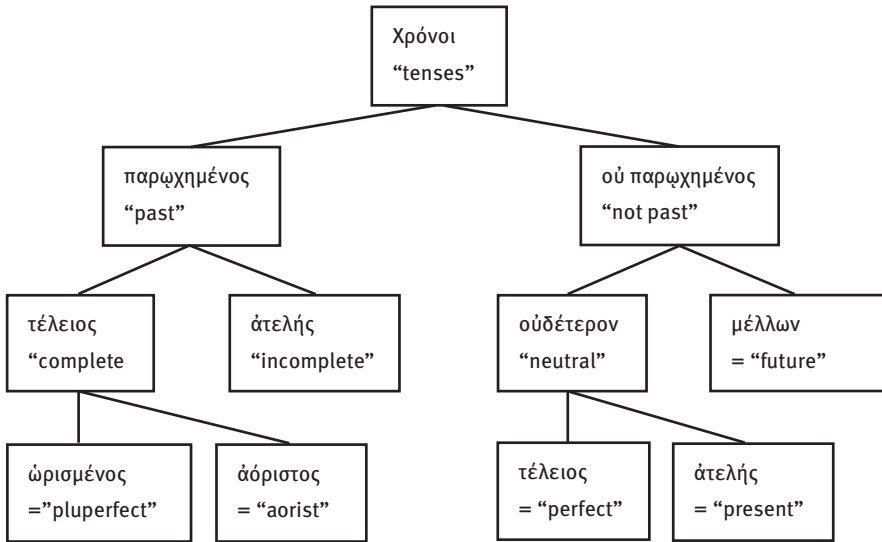 Χρόνοι
“tenses”
παρῳχημένος
“past”
οὐ παρῳχημένος
“not past”
τέλειος
“complete
ἀτελής
“incomplete”
οὐδέτερον
“neutral”
μέλλων
= “future”
ὡρισμένος
=”pluperfect”
ἀόριστος
= “aorist”
τέλειος
= “perfect”
ἀτελής
= “present”